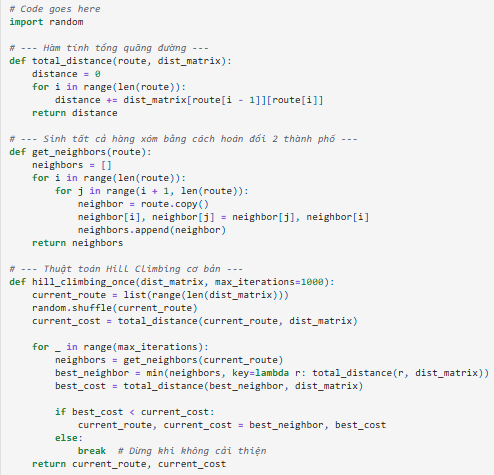 # Code goes here
import random

# --- Hàm tính tổng quãng đường ---
def total_distance(route, dist_matrix):
    distance = 0
    for i in range(len(route)):
        distance += dist_matrix[route[i - 1]][route[i]]
    return distance

# --- Sinh tất cả hàng xóm bằng cách hoán đổi 2 thành phố ---
def get_neighbors(route):
    neighbors = []
    for i in range(len(route)):
        for j in range(i + 1, len(route)):
            neighbor = route.copy()
            neighbor[i], neighbor[j] = neighbor[j], neighbor[i]
            neighbors.append(neighbor)
    return neighbors

# --- Thuật toán Hill Climbing cơ bản ---
def hill_climbing_once(dist_matrix, max_iterations=1000):
    current_route = list(range(len(dist_matrix)))
    random.shuffle(current_route)
    current_cost = total_distance(current_route, dist_matrix)

    for _ in range(max_iterations):
        neighbors = get_neighbors(current_route)
        best_neighbor = min(neighbors, key=lambda r: total_distance(r, dist_matrix))
        best_cost = total_distance(best_neighbor, dist_matrix)

        if best_cost < current_cost:
            current_route, current_cost = best_neighbor, best_cost
        else:
            break  # Dừng khi không cải thiện
    return current_route, current_cost